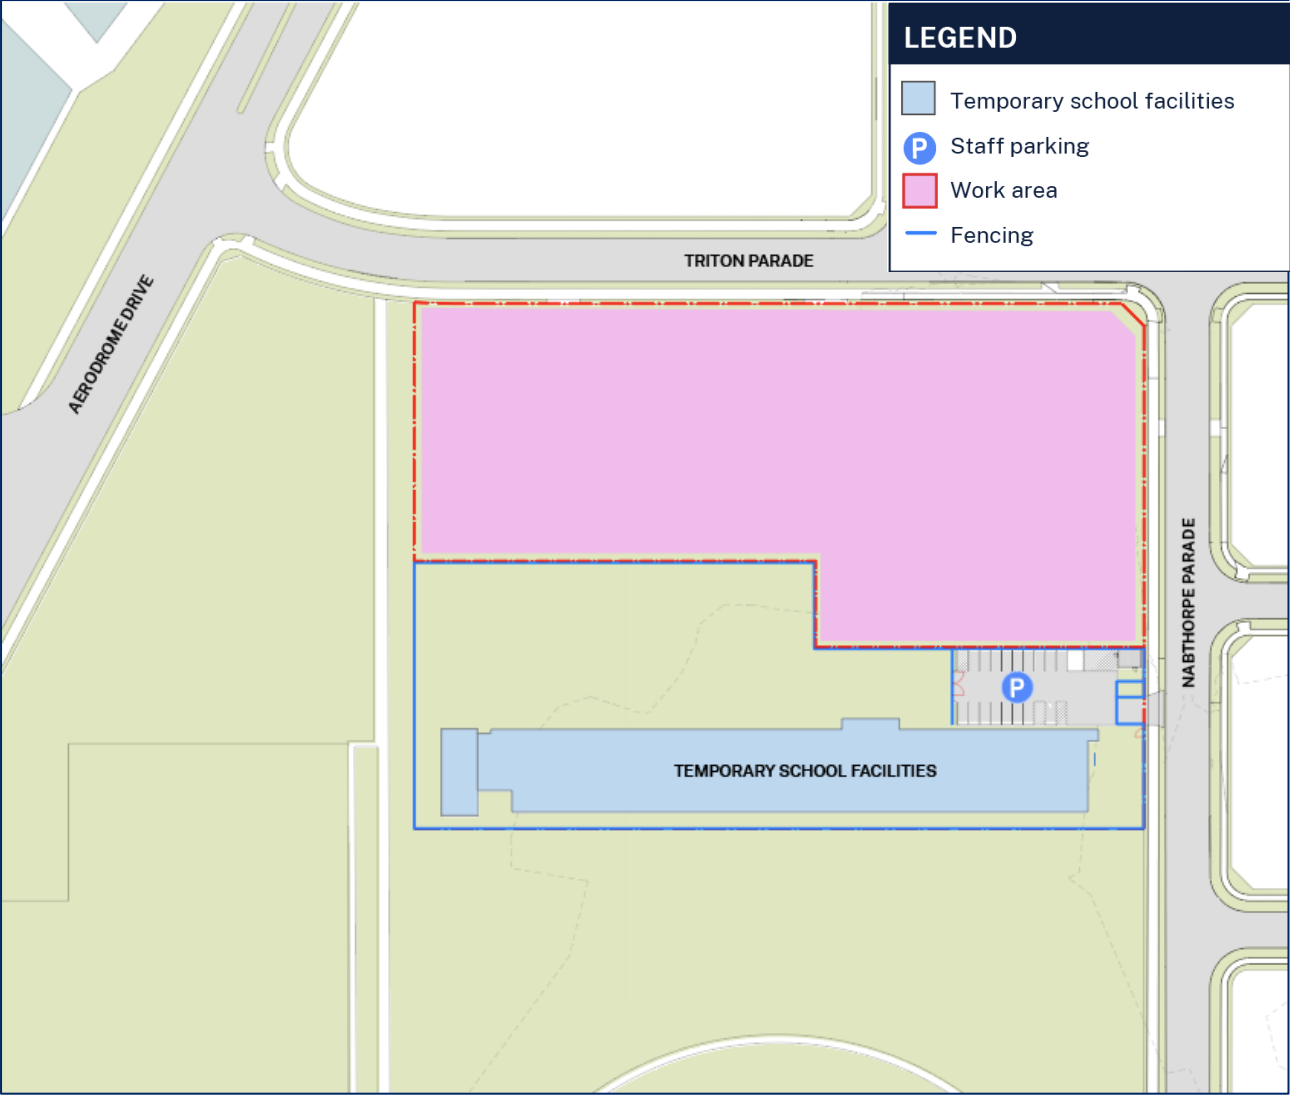 LEGEND
Temporary school facilities
P Staff parking
Work area
Fencing
TRITON PARADE
AERODROME DRIVE
NABTHORPE PARADE
P
TEMPORARY SCHOOL FACILITIES